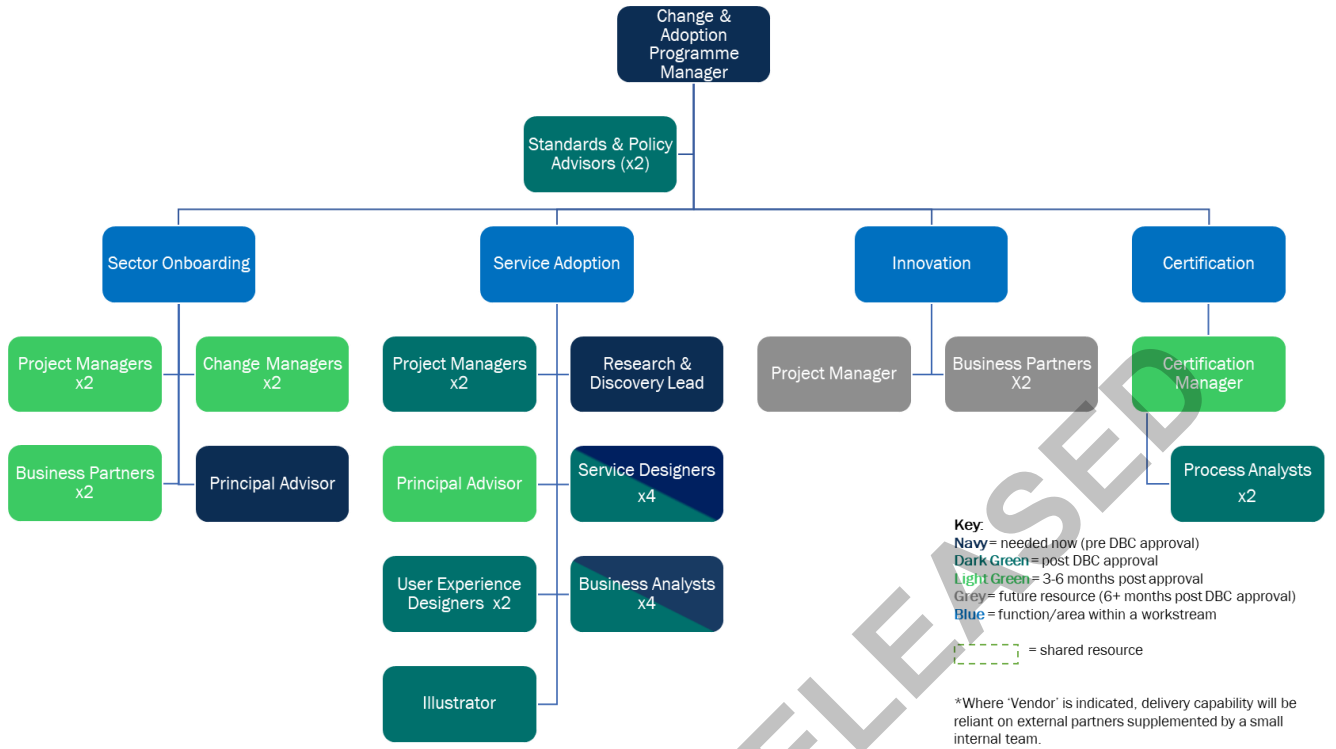 Change &
Adoption
Programme
Manager
Standards & Policy
Advisors (x2)
Sector Onboarding
Service Adoption
Innovation
Certification
Project Managers
x2
Change Managers
x2
Project Managers
x2
Research &
Discovery Lead
Project Manager
Business Partners
X2
Certification
Manager
Business Partners
x2
Principal Advisor
Principal Advisor
Service Designers
x4
Process Analysts
x2
User Experience
Designers x2
Business Analysts
x4
Illustrator
Key:
Navy = needed now (pre DBC approval)
Dark Green = post DBC approval
Light Green = 3-6 months post approval
Grey = future resource (6+ months post DBC approval)
Blue = function/area within a workstream
= shared resource
*Where 'Vendor' is indicated, delivery capability will be
reliant on external partners supplemented by a small
internal team.
LEASED